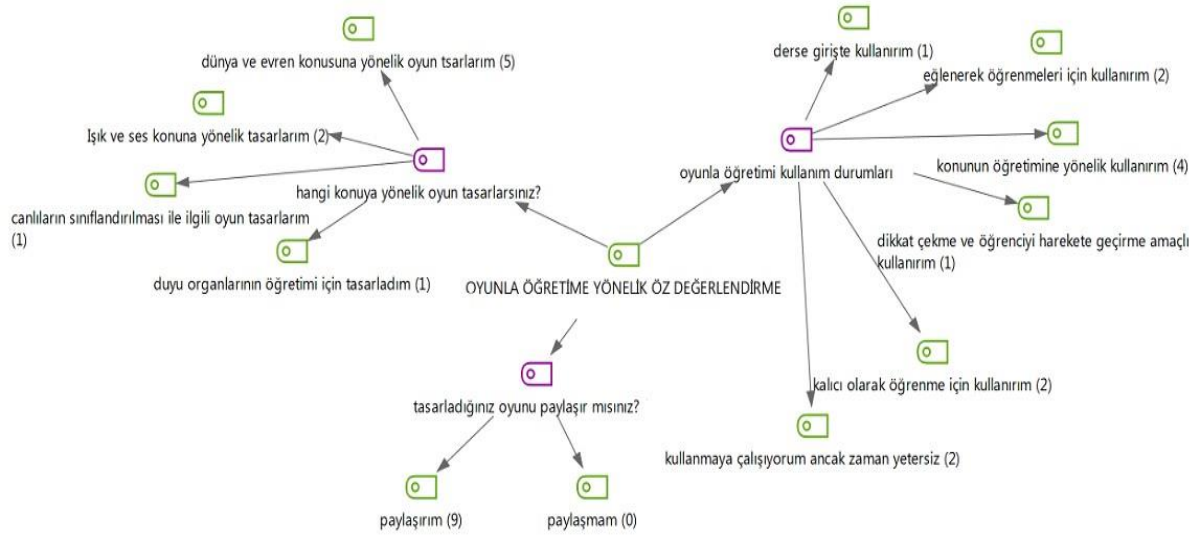 derse girişte kullanırım (1)
dünya ve evren konusuna yönelik oyun tsarlarım (5)
eğlenerek öğrenmeleri için kullanırım (2)
Işık ve ses konuna yönelik tasarlarım (2)
konunun öğretimine yönelik kullanırım (4)
oyunla öğretimi kullanım durumları
hangi konuya yönelik oyun tasarlarsınız?
canlıların sınıflandırılması ile ilgili oyun tasarlarım
(1)
dikkat çekme ve öğrenciyi harekete geçirme amaçlı
kullanırım (1)
duyu organlarının öğretimi için tasarladım (1)
OYUNLA ÖĞRETİME YÖNELİK ÖZ DEĞERLENDİRME
kalıcı olarak öğrenme için kullanırım (2)
tasarladığınız oyunu paylaşır mısınız?
kullanmaya çalışıyorum ancak zaman yetersiz (2)
paylaşırım (9)
paylaşmam (0)